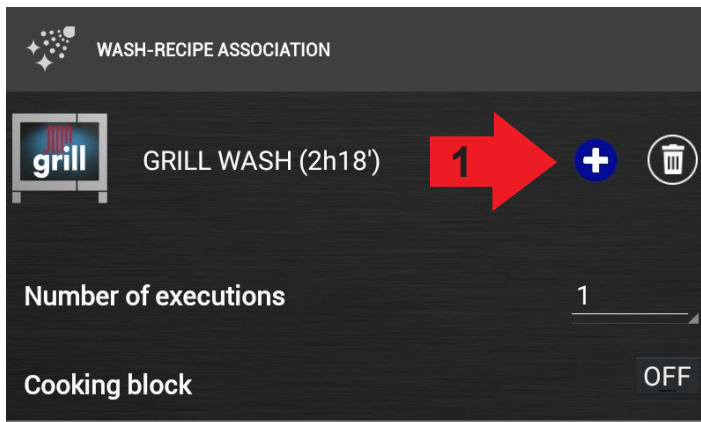 WASH-RECIPE ASSOCIATION
grill GRILL WASH (2h18') 1
Number of executions 1
Cooking block OFF